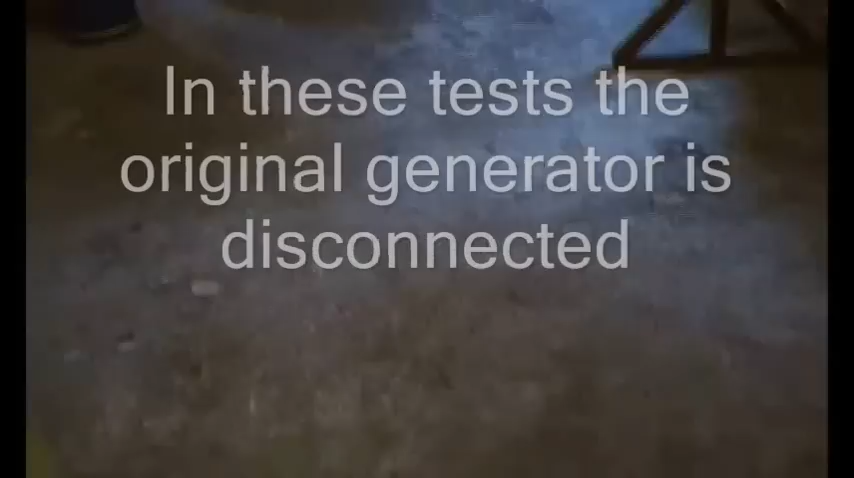 In these tests the
original generator is
disconnected